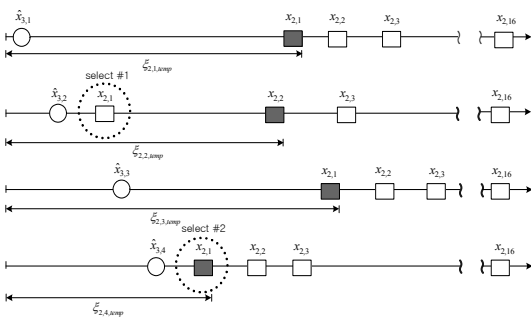 x̂3,1 x2,1 x2,2 x2,3 x2,16
ξ2,1,temp
select #1
x̂3,2 x2,1 x2,2 x2,3 x2,16
ξ2,2,temp
x̂3,3 x2,1 x2,2 x2,3 x2,16
ξ2,3,temp
select #2
x̂3,4 x2,1 x2,2 x2,3 x2,16
ξ2,4,temp